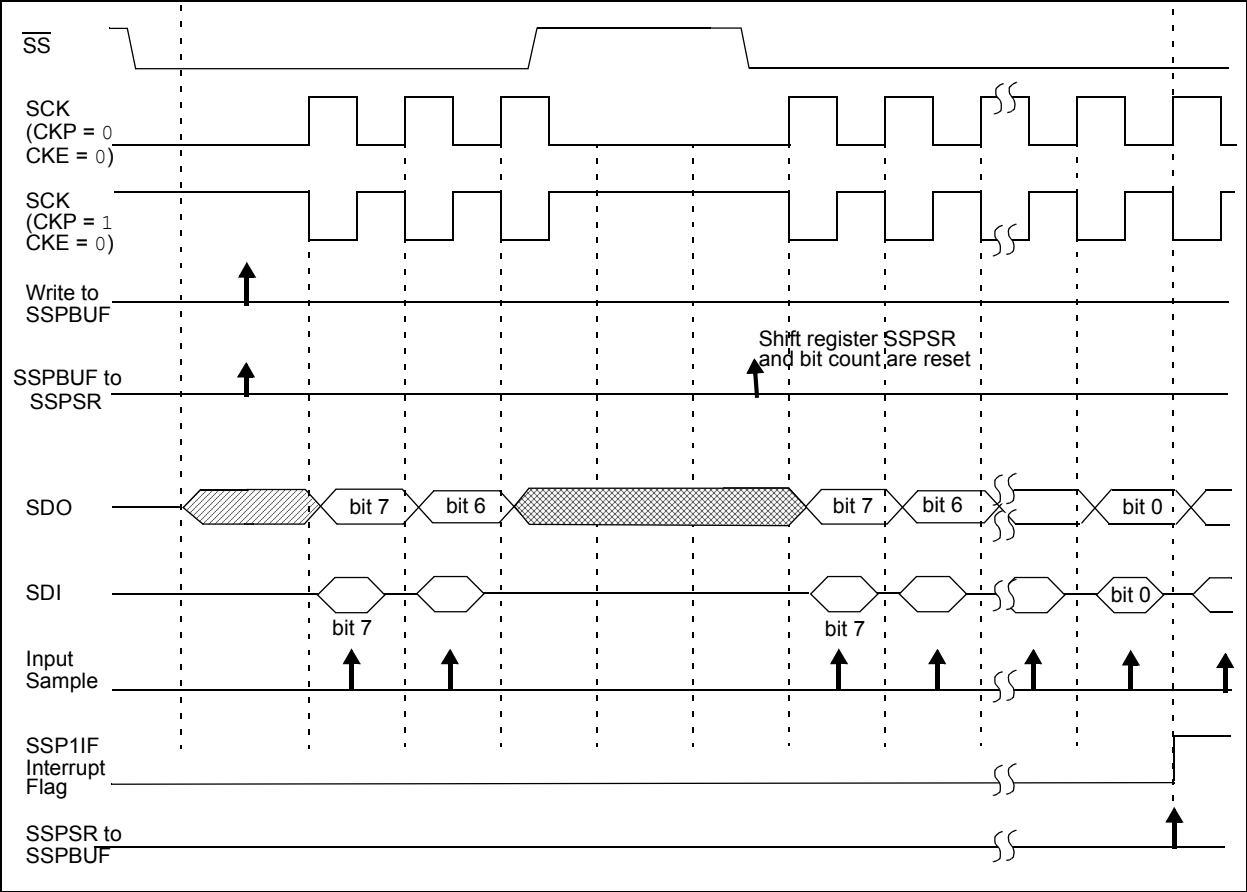 SS
SCK
(CKP = 0
CKE = 0)
SCK
(CKP = 1
CKE = 0)
Write to
SSPBUF
Shift register SSPSR
and bit count are reset
SSPBUF to
SSPSR
SDO
bit 7
bit 6
bit 7
bit 6
bit 0
SDI
bit 0
bit 7
bit 7
Input
Sample
SSP1IF
Interrupt
Flag
SSPSR to
SSPBUF